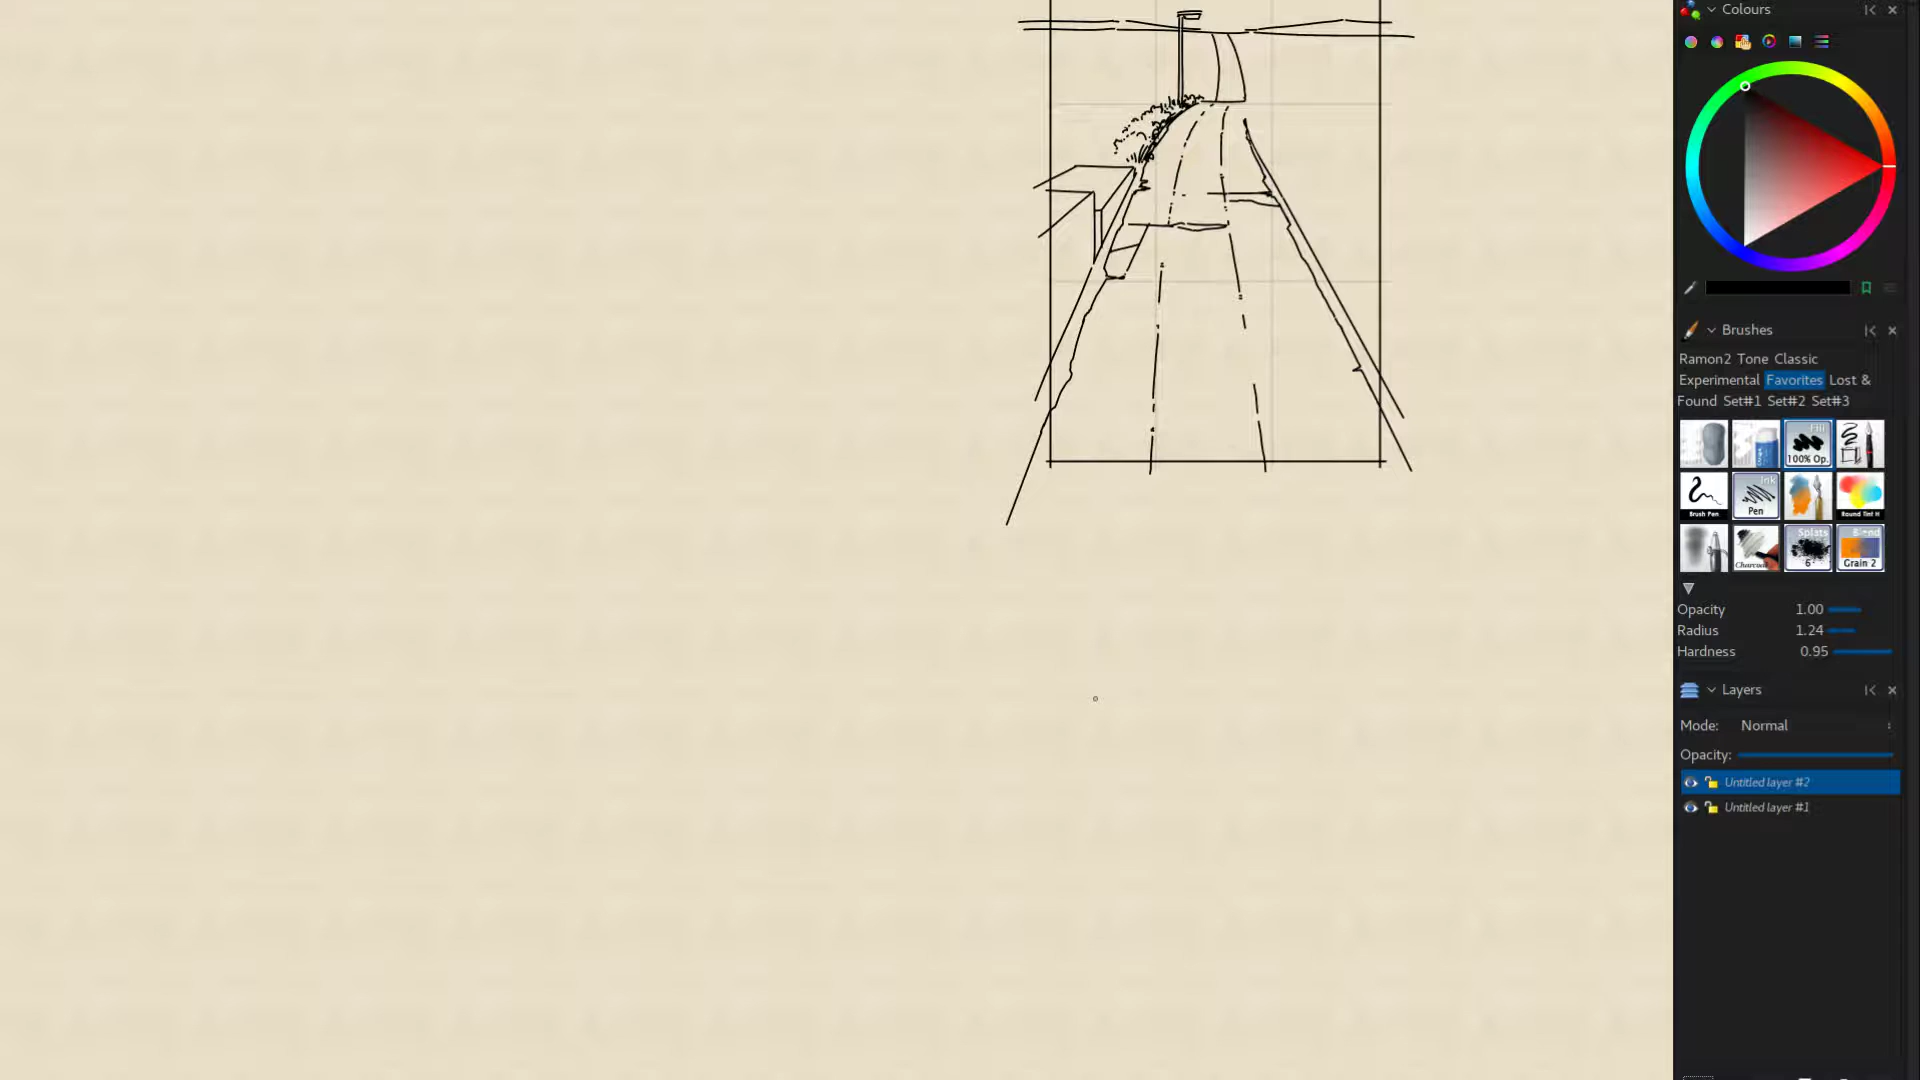 Colours
Brushes
Ramon2 Tone Classic
Experimental Favorites Lost &
Found Set#1 Set#2 Set#3
Fill
100% Op.
Brush Pen
Ink
Pen
Round Tint H
Charcoal
Splats
6
Blend
Grain 2
Opacity 1.00
Radius 1.24
Hardness 0.95
Layers
Mode: Normal
Opacity:
Untitled layer #2
Untitled layer #1